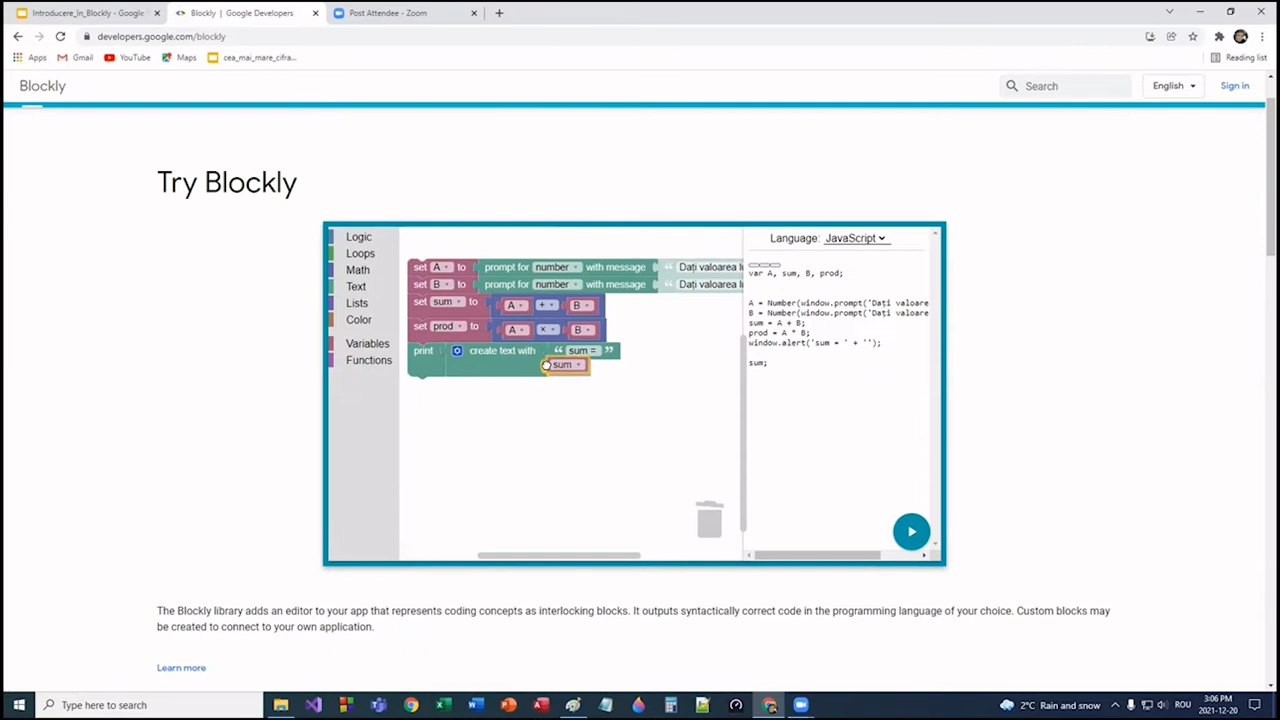 Introducere_In_Blockly - Google
Blockly | Google Developers
Post Attendee - Zoom
developers.google.com/blockly
Apps
Gmail
YouTube
Maps
cea_mai_mare_cifra...
Reading list
Blockly
Search
English
Sign in
Try Blockly
Logic
Loops
Math
Text
Lists
Color
Variables
Functions
set A to prompt for number with message “ Dați valoarea lu
set B to prompt for number with message “ Dați valoarea lu
set sum to A + B
set prod to A × B
print create text with “ sum = ”
sum
Language: JavaScript
var A, sum, B, prod;
A = Number(window.prompt('Dați valoare
B = Number(window.prompt('Dați valoare
sum = A + B;
prod = A * B;
window.alert('sum = ' + '');
sum;
The Blockly library adds an editor to your app that represents coding concepts as interlocking blocks. It outputs syntactically correct code in the programming language of your choice. Custom blocks may
be created to connect to your own application.
Learn more
Type here to search
2°C Rain and snow
ROU
3:06 PM
2021-12-20